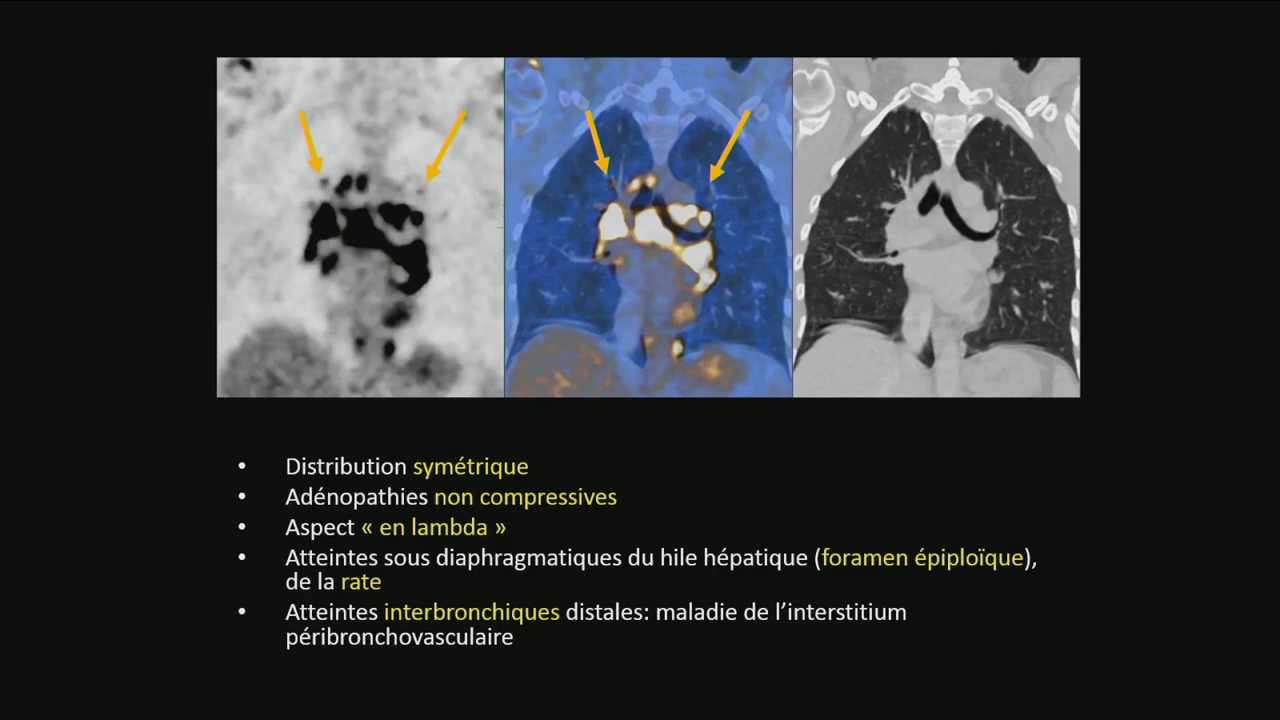 • Distribution symétrique
• Adénopathies non compressives
• Aspect « en lambda »
• Atteintes sous diaphragmatiques du hile hépatique (foramen épiploïque),
de la rate
• Atteintes interbronchiques distales: maladie de l’interstitium
péribronchovasculaire